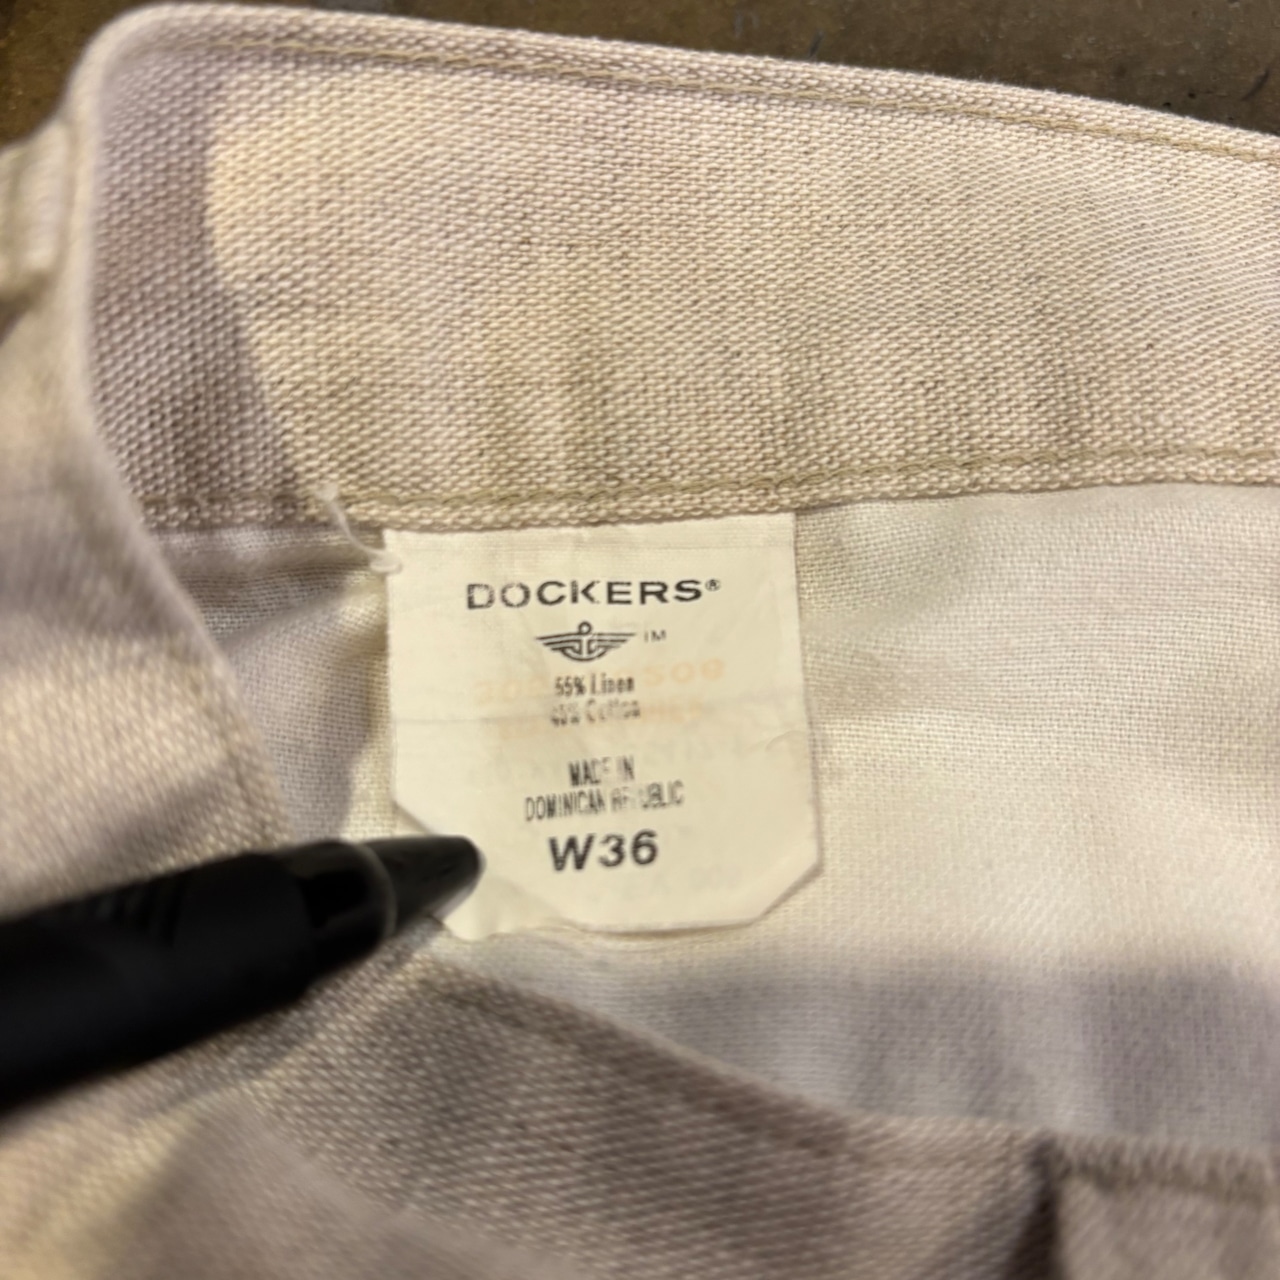 DOCKERS®
TM
55% Linen
45% Cotton
MADE IN
DOMINICAN REPUBLIC
W36